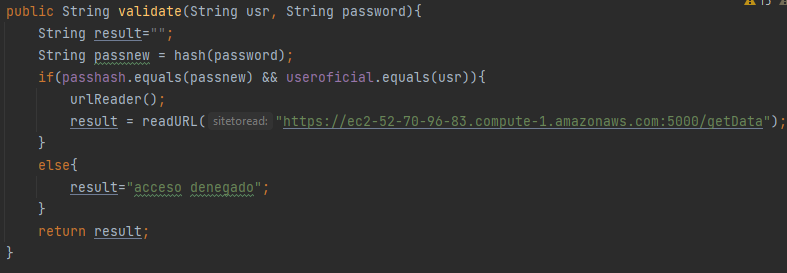 public String validate(String usr, String password){
String result="";
String passnew = hash(password);
if(passhash.equals(passnew) && useroficial.equals(usr)){
urlReader();
result = readURL( sitetoread: "https://ec2-52-70-96-83.compute-1.amazonaws.com:5000/getData");
}
else{
result="acceso denegado";
}
return result;
}